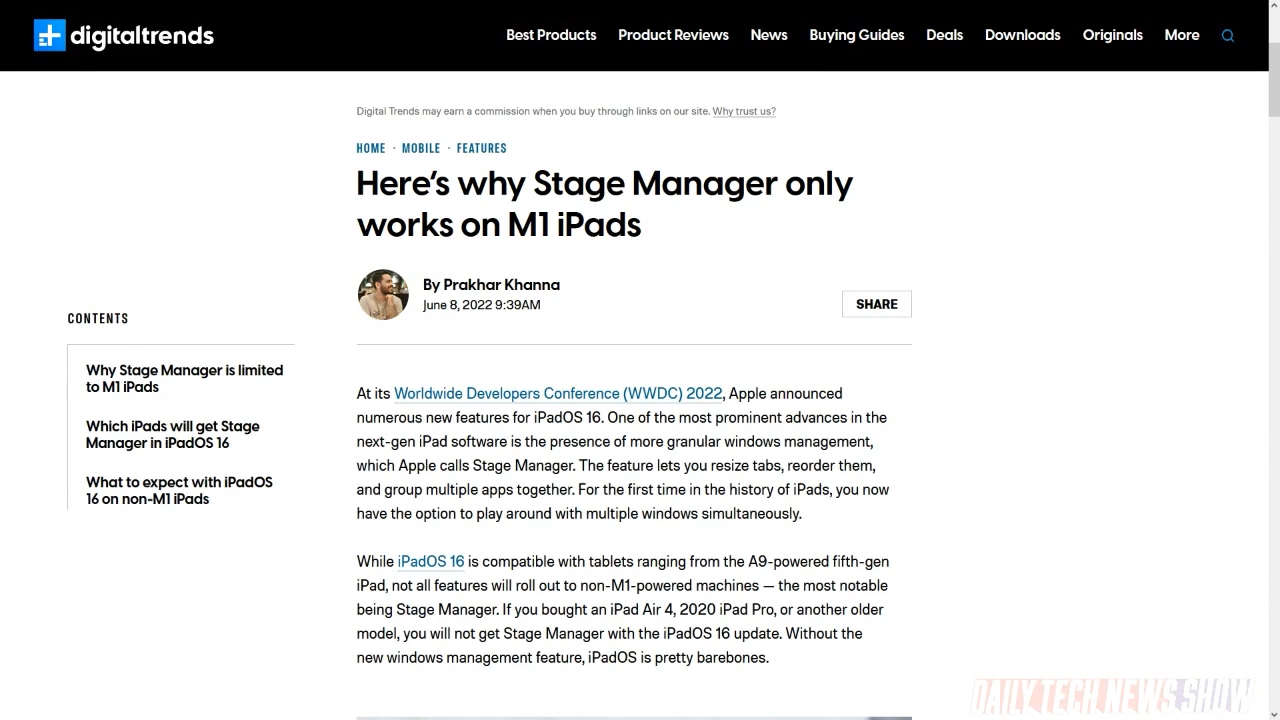 digitaltrends
Best Products Product Reviews News Buying Guides Deals Downloads Originals More
Digital Trends may earn a commission when you buy through links on our site. Why trust us?
HOME · MOBILE · FEATURES
Here's why Stage Manager only
works on M1 iPads
By Prakhar Khanna
June 8, 2022 9:39AM
SHARE
CONTENTS
Why Stage Manager is limited
to M1 iPads
Which iPads will get Stage
Manager in iPadOS 16
What to expect with iPadOS
16 on non-M1 iPads
At its Worldwide Developers Conference (WWDC) 2022, Apple announced
numerous new features for iPadOS 16. One of the most prominent advances in the
next-gen iPad software is the presence of more granular windows management,
which Apple calls Stage Manager. The feature lets you resize tabs, reorder them,
and group multiple apps together. For the first time in the history of iPads, you now
have the option to play around with multiple windows simultaneously.
While iPadOS 16 is compatible with tablets ranging from the A9-powered fifth-gen
iPad, not all features will roll out to non-M1-powered machines — the most notable
being Stage Manager. If you bought an iPad Air 4, 2020 iPad Pro, or another older
model, you will not get Stage Manager with the iPadOS 16 update. Without the
new windows management feature, iPadOS is pretty barebones.
DAILY TECH NEWS SHOW